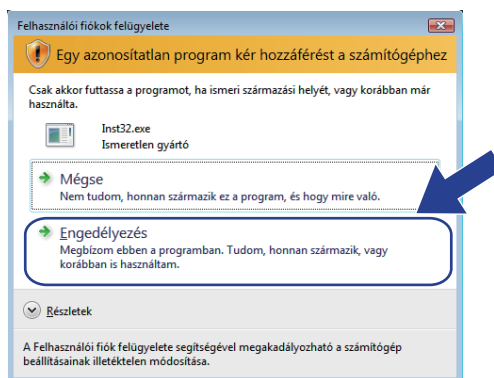 Felhasználói fiókok felügyelete
Egy azonosítatlan program kér hozzáférést a számítógéphez
Csak akkor futtassa a programot, ha ismeri származási helyét, vagy korábban már
használta.
Inst32.exe
Ismeretlen gyártó
Mégse
Nem tudom, honnan származik ez a program, és hogy mire való.
Engedélyezés
Megbízom ebben a programban. Tudom, honnan származik, vagy
korábban is használtam.
Részletek
A Felhasználói fiók felügyelete segítségével megakadályozható a számítógép
beállításainak illetéktelen módosítása.